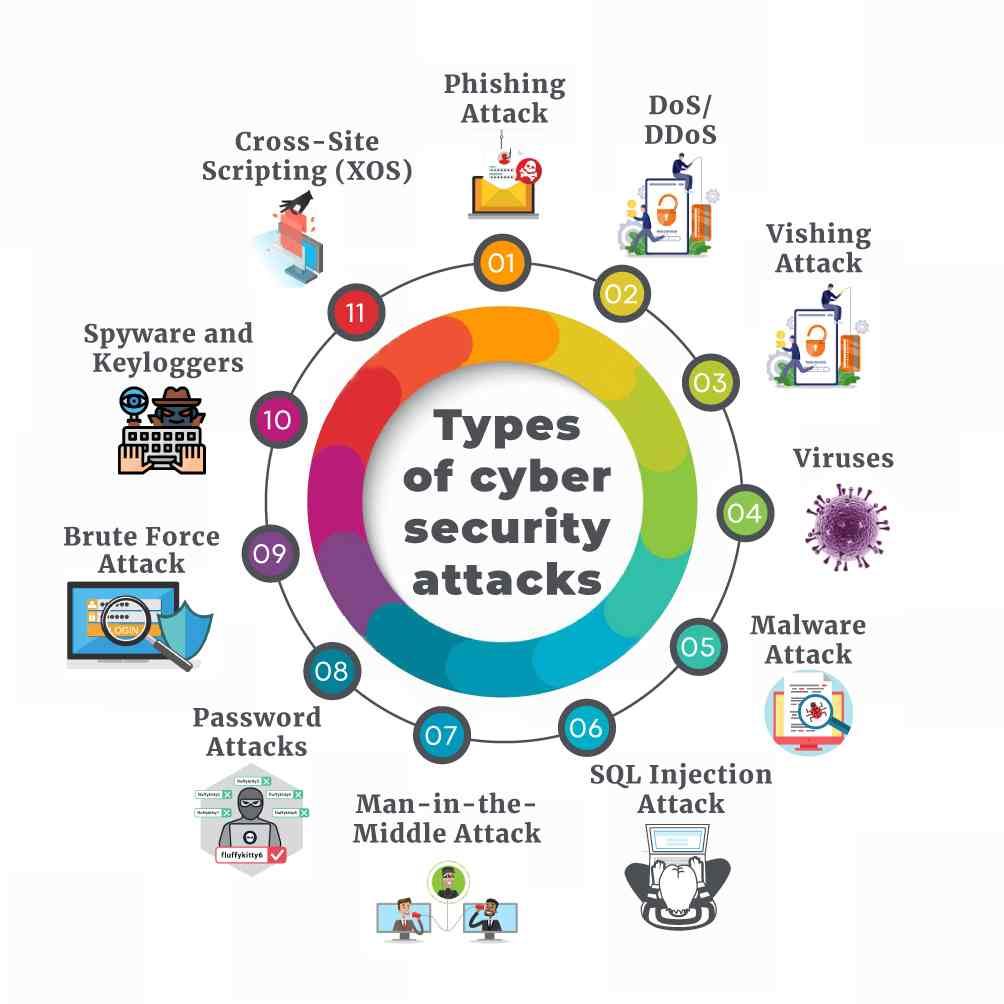 Phishing
Attack
01
DoS/
DDoS
02
Vishing
Attack
03
Viruses
04
Malware
Attack
05
SQL Injection
Attack
06
Man-in-the-
Middle Attack
07
Password
Attacks
fluffykitty6
08
Brute Force
Attack
LOGIN
09
Spyware and
Keyloggers
10
Cross-Site
Scripting (XOS)
11
Types
of cyber
security
attacks